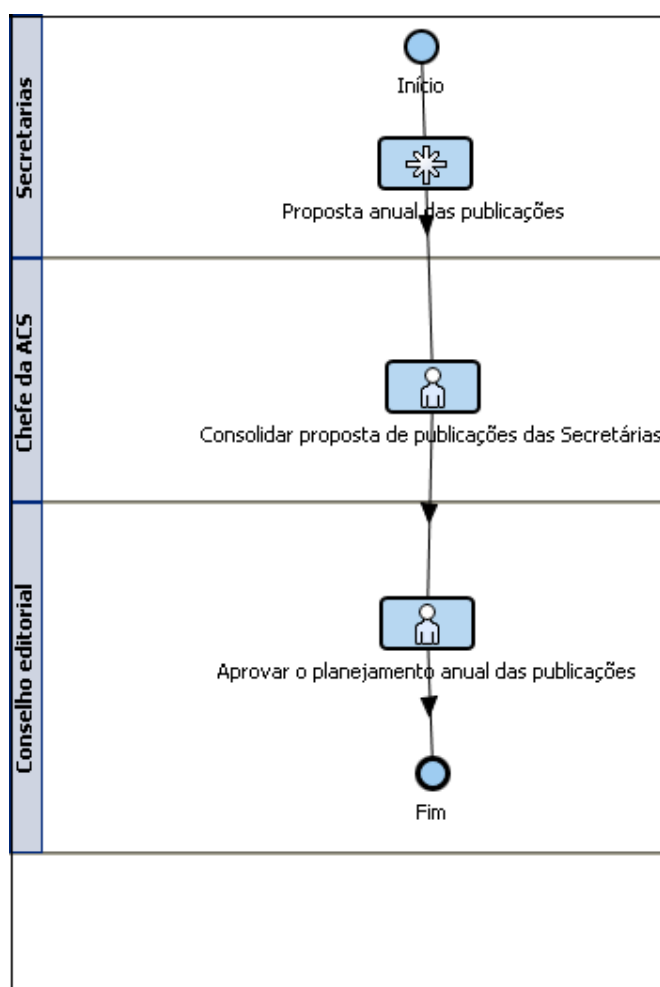 Secretarias
Início
Proposta anual das publicações
Chefe da ACS
Consolidar proposta de publicações das Secretárias
Conselho editorial
Aprovar o planejamento anual das publicações
Fim